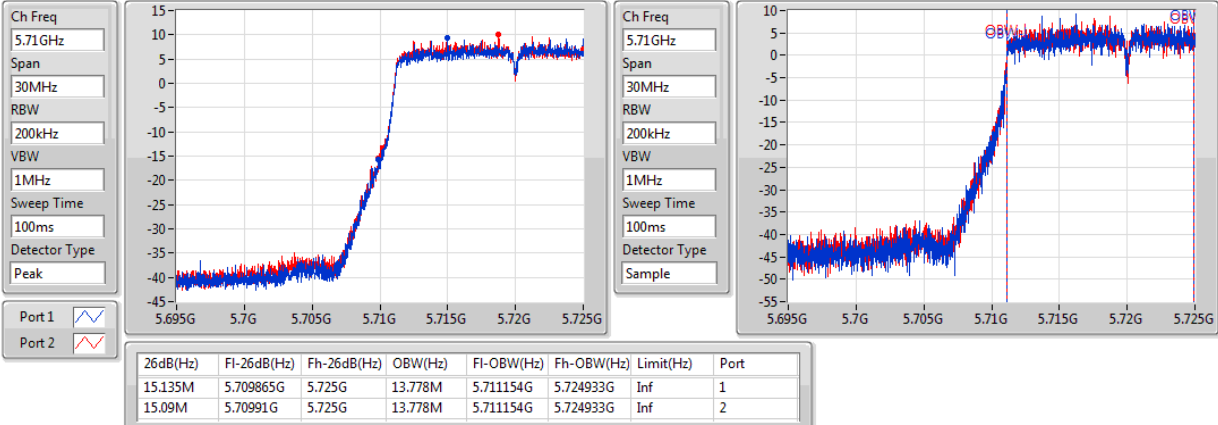 Ch Freq
5.71GHz
Span
30MHz
RBW
200kHz
VBW
1MHz
Sweep Time
100ms
Detector Type
Peak
Port 1
Port 2
15
10
5
0
-5
-10
-15
-20
-25
-30
-35
-40
-45
5.695G 5.7G 5.705G 5.71G 5.715G 5.72G 5.725G
Ch Freq
5.71GHz
Span
30MHz
RBW
200kHz
VBW
1MHz
Sweep Time
100ms
Detector Type
Sample
10
5
0
-5
-10
-15
-20
-25
-30
-35
-40
-45
-50
-55
OBW OBW
5.695G 5.7G 5.705G 5.71G 5.715G 5.72G 5.725G
26dB(Hz) Fl-26dB(Hz) Fh-26dB(Hz) OBW(Hz) Fl-OBW(Hz) Fh-OBW(Hz) Limit(Hz) Port
15.135M 5.709865G 5.725G 13.778M 5.711154G 5.724933G Inf 1
15.09M 5.70991G 5.725G 13.778M 5.711154G 5.724933G Inf 2